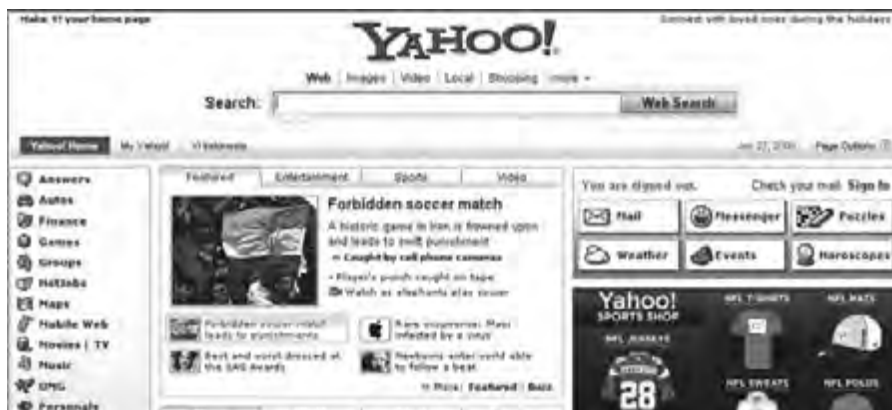 Make Y! your home page
Connect with loved ones during the holidays
YAHOO!
Web | Images | Video | Local | Shopping | more
Search:
Web Search
Yahoo! Home My Yahoo!
Page Options
Answers
Autos
Finance
Games
Groups
HotJobs
Maps
Mobile Web
Movies | TV
Music
OMG
Personals
Featured Entertainment Sports Video
Forbidden soccer match
A historic game in Iran is frowned upon
and leads to swift punishment
Caught by cell phone cameras
Player's punch caught on tape
Watch as elephants play soccer
Forbidden soccer match
leads to punishments
Rare occurrence: Macs
infected by a virus
Best and worst dressed at
the SAG Awards
Newborns enter world able
to follow a beat
More: Featured | Buzz
You are signed out.
Check your mail: Sign In
Mail Messenger Puzzles
Weather Events Horoscopes
Yahoo!
SPORTS SHOP
NFL T-SHIRTS
NFL HATS
NFL JERSEYS
28
NFL SWEATS
NFL POLOS